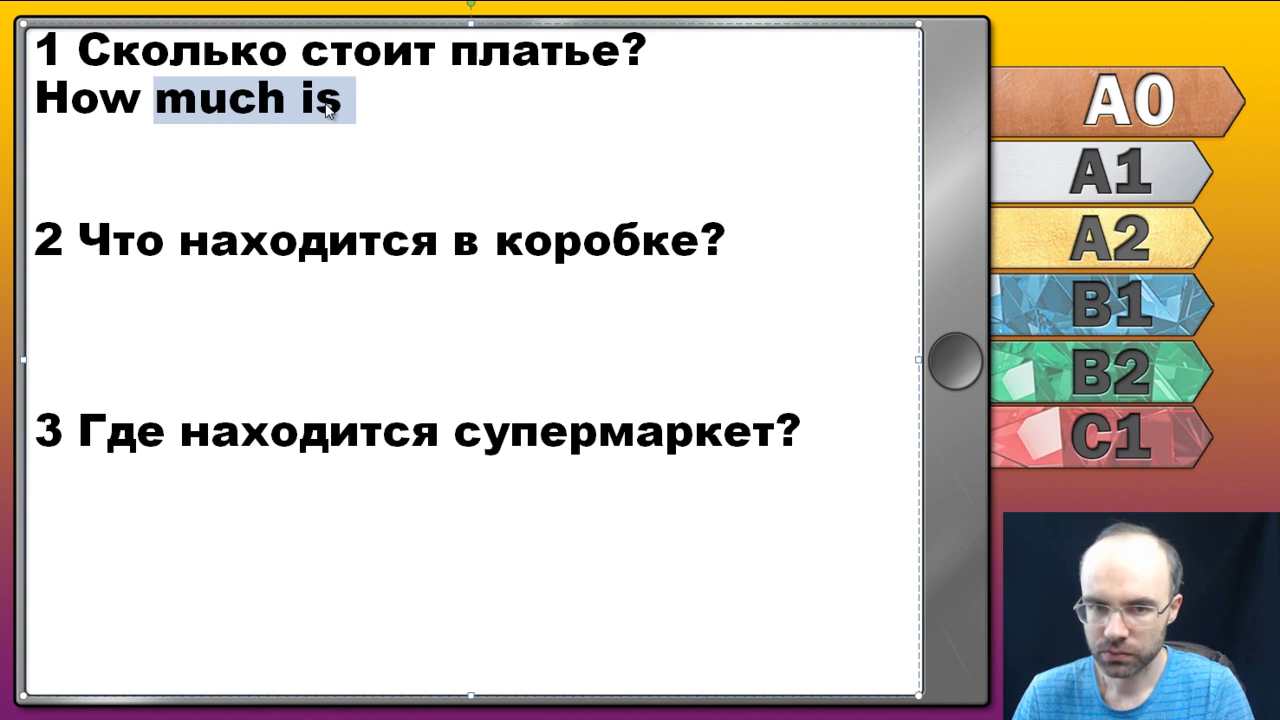 1 Сколько стоит платье?
How much is
2 Что находится в коробке?
3 Где находится супермаркет?
A0
A1
A2
B1
B2
C1